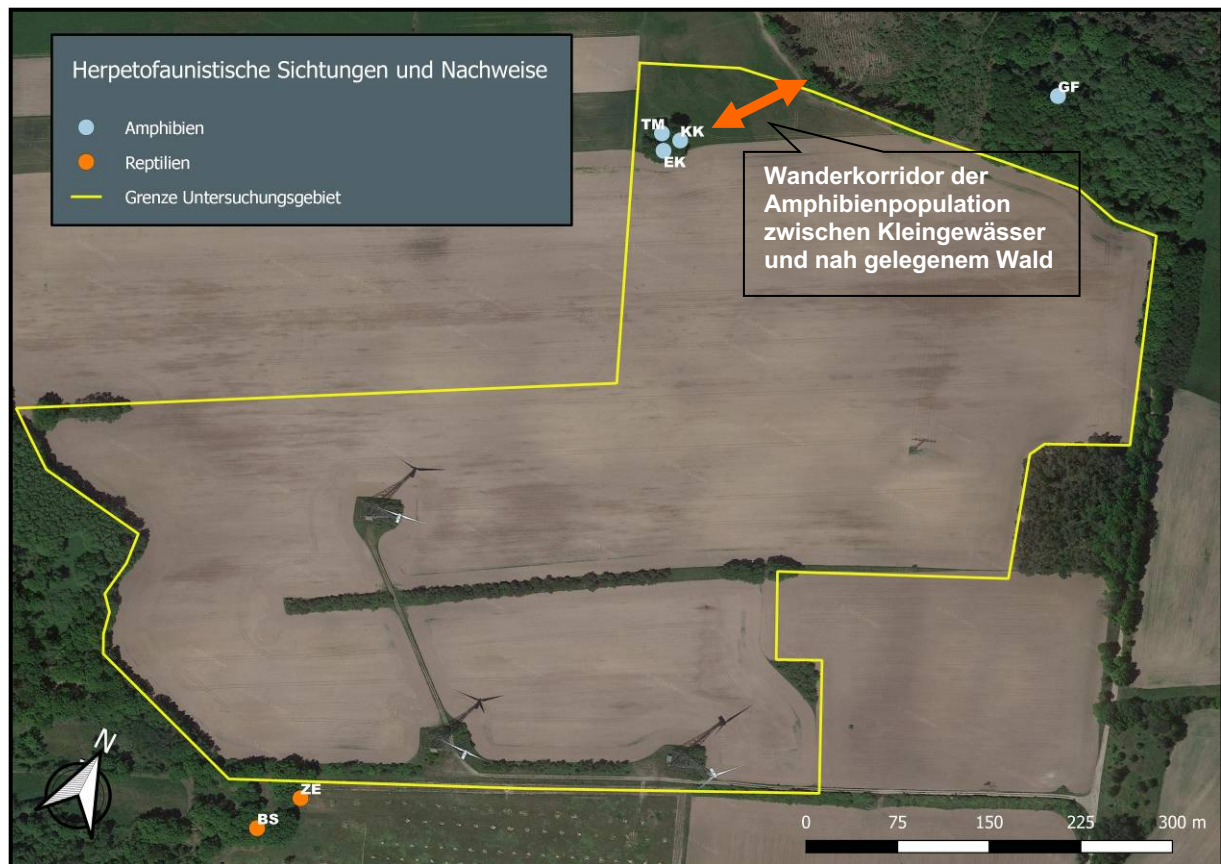 Herpetofaunistische Sichtungen und Nachweise
Amphibien
Reptilien
Grenze Untersuchungsgebiet
GF
TM
KK
EK
Wanderkorridor der
Amphibienpopulation
zwischen Kleingewässer
und nah gelegenem Wald
N
ZE
BS
0 75 150 225 300 m